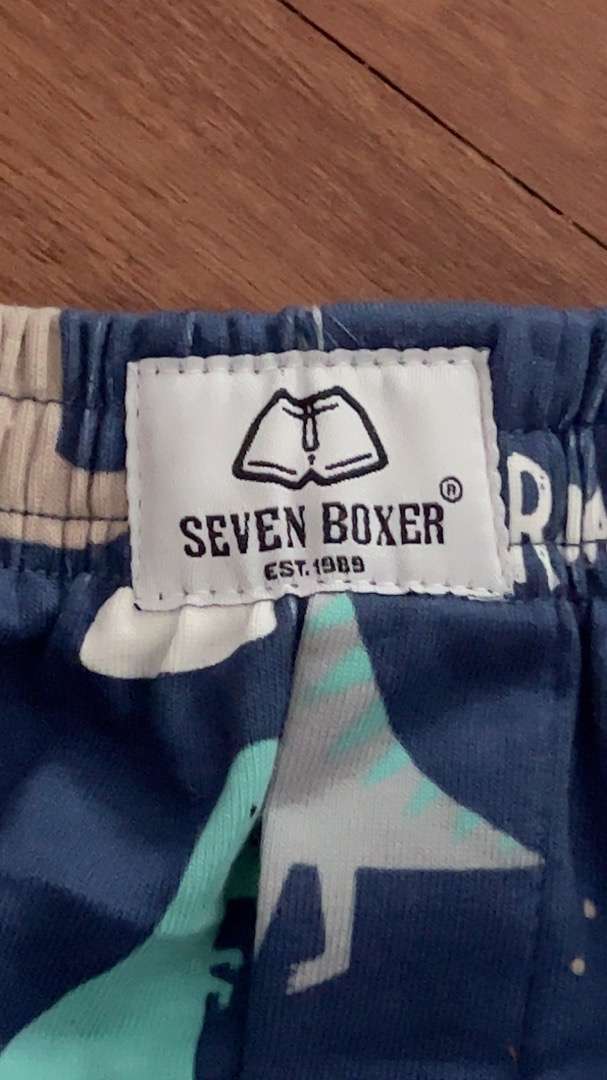 SEVEN BOXER®
EST. 1989